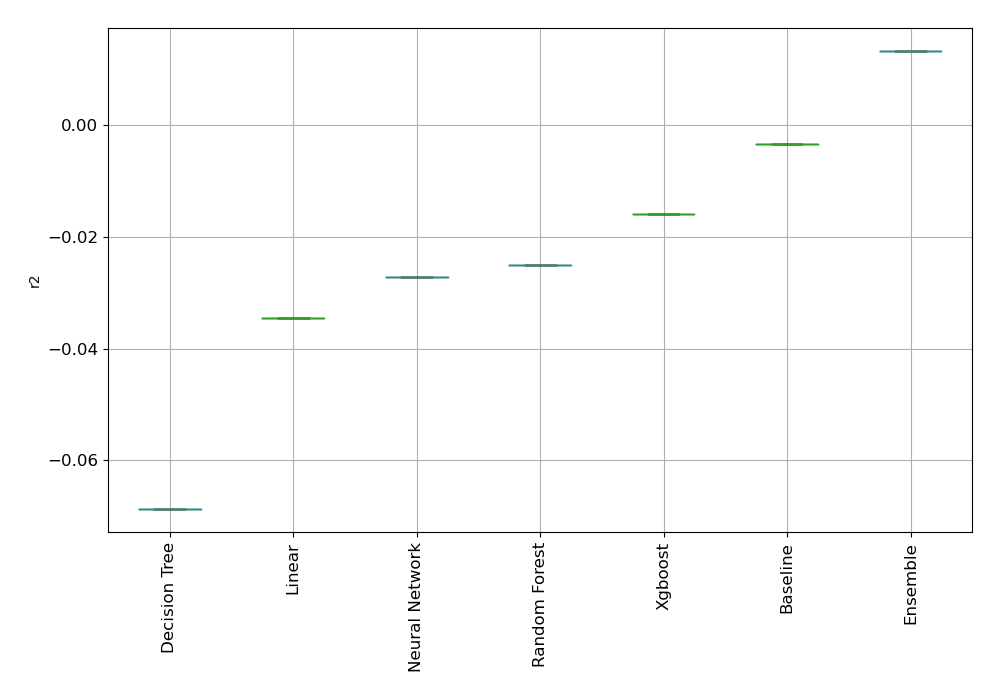 0.00
−0.02
−0.04
−0.06
r2
Decision Tree
Linear
Neural Network
Random Forest
Xgboost
Baseline
Ensemble